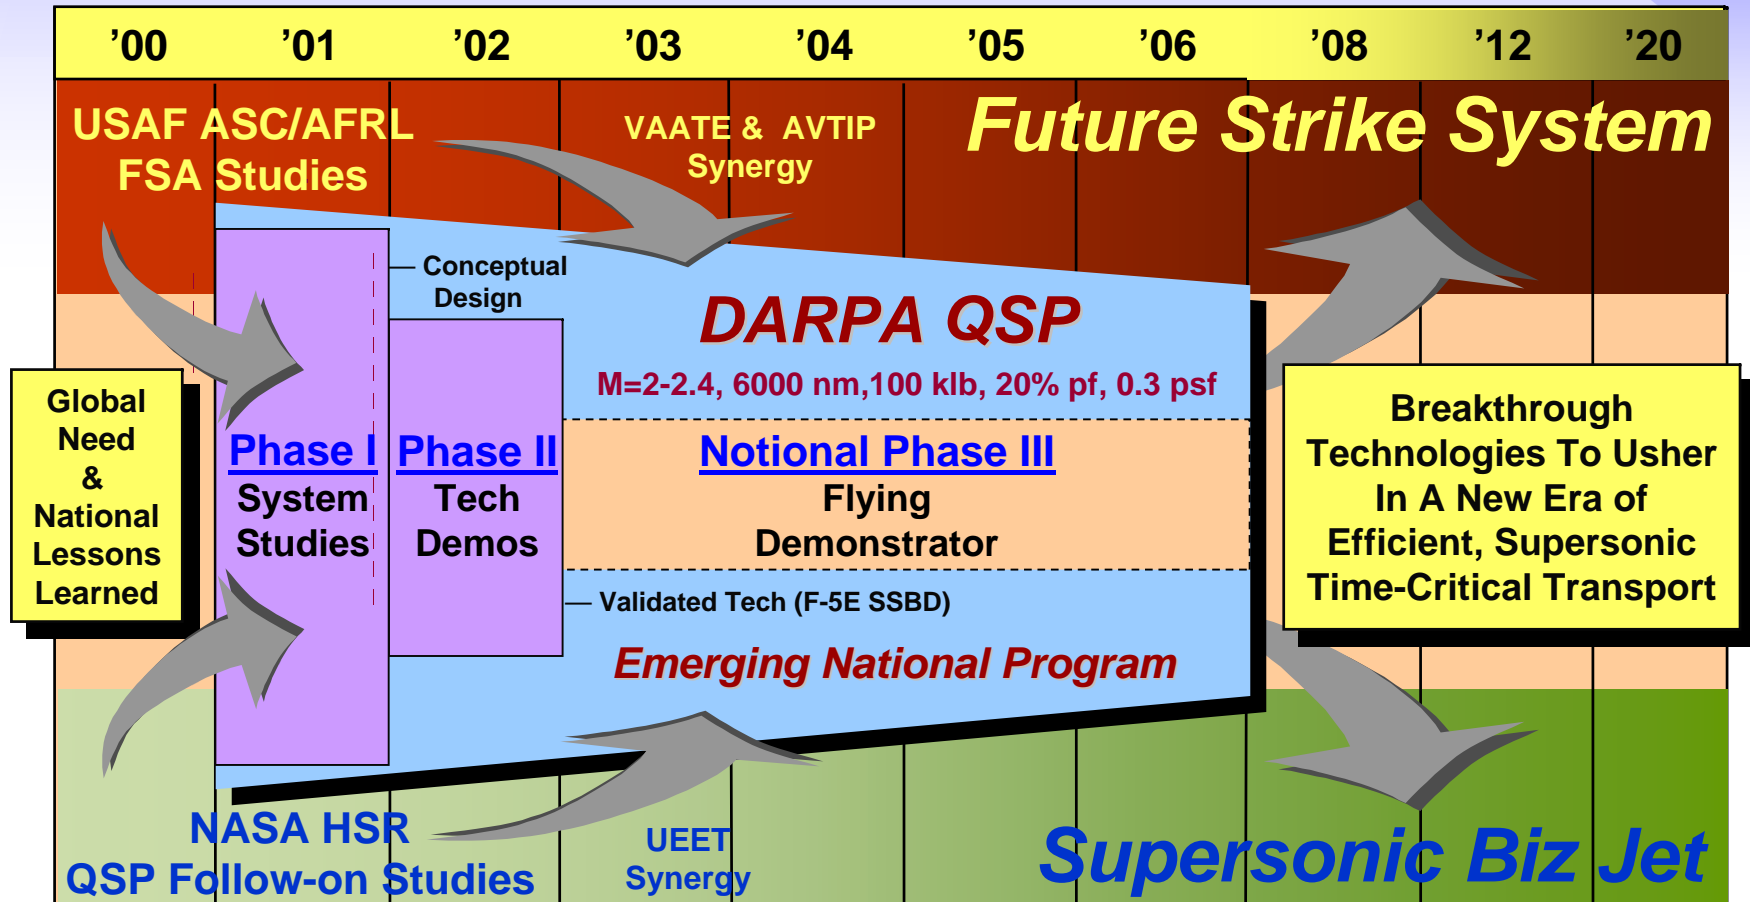 ’00 ’01 ’02 ’03 ’04 ’05 ’06 ’08 ’12 ’20
USAF ASC/AFRL
FSA Studies
VAATE & AVTIP
Synergy
Future Strike System
Conceptual
Design
DARPA QSP
M=2-2.4, 6000 nm,100 klb, 20% pf, 0.3 psf
Global
Need
&
National
Lessons
Learned
Phase I
System
Studies
Phase II
Tech
Demos
Notional Phase III
Flying
Demonstrator
Breakthrough
Technologies To Usher
In A New Era of
Efficient, Supersonic
Time-Critical Transport
Validated Tech (F-5E SSBD)
Emerging National Program
NASA HSR
QSP Follow-on Studies
UEET
Synergy
Supersonic Biz Jet